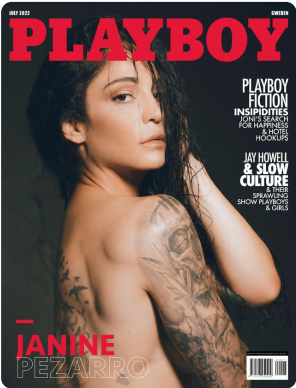 JULY 2022
SWEDEN
PLAYBOY
PLAYBOY
FICTION
INSIPIDITIES
JONI'S SEARCH
FOR HAPPINESS
& HOTEL
HOOKUPS
JAY HOWELL
& SLOW
CULTURE
& THEIR
SPRAWLING
SHOW PLAYBOYS
& GIRLS
JANINE
PEZARRO